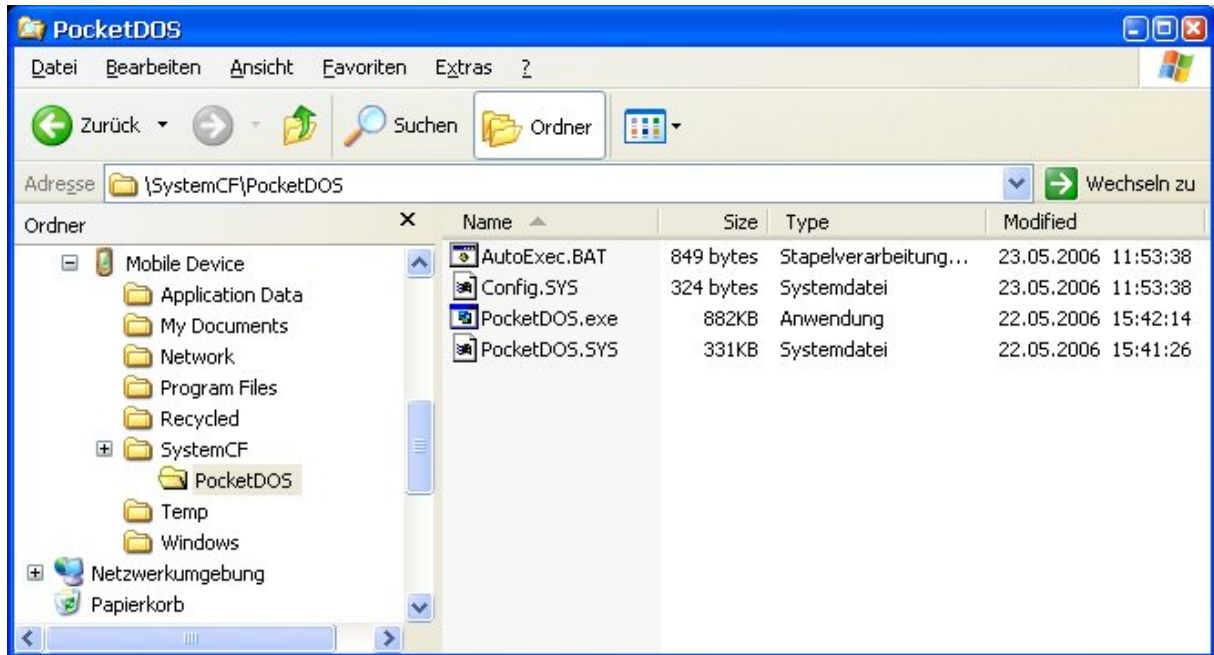 PocketDOS
Datei Bearbeiten Ansicht Favoriten Extras ?
Zurück Suchen Ordner
Adresse \SystemCF\PocketDOS Wechseln zu
Ordner
Mobile Device
Application Data
My Documents
Network
Program Files
Recycled
SystemCF
PocketDOS
Temp
Windows
Netzwerkumgebung
Papierkorb
Name Size Type Modified
AutoExec.BAT 849 bytes Stapelverarbeitung... 23.05.2006 11:53:38
Config.SYS 324 bytes Systemdatei 23.05.2006 11:53:38
PocketDOS.exe 882KB Anwendung 22.05.2006 15:42:14
PocketDOS.SYS 331KB Systemdatei 22.05.2006 15:41:26